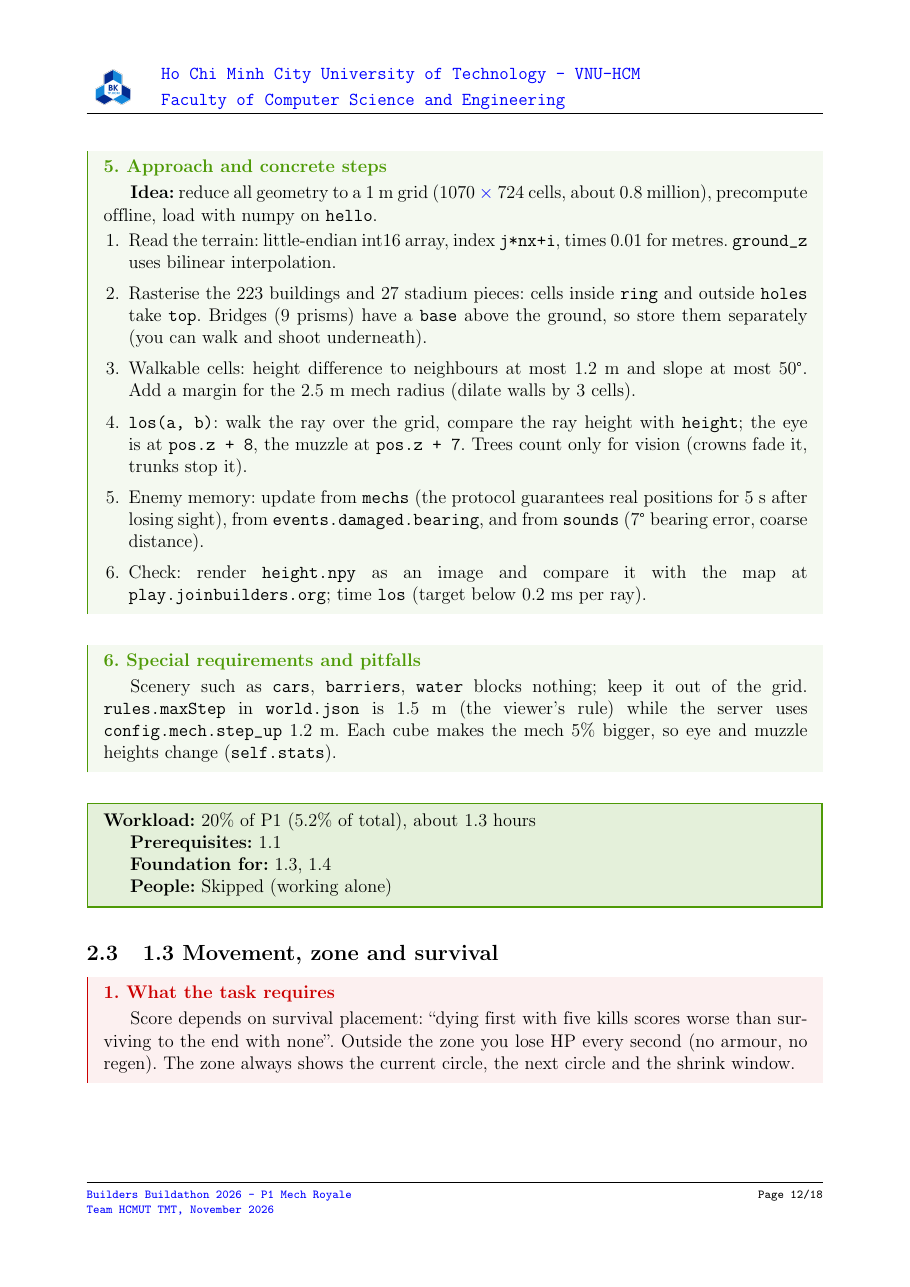 Ho Chi Minh City University of Technology - VNU-HCM
Faculty of Computer Science and Engineering
BK
5. Approach and concrete steps
Idea: reduce all geometry to a 1 m grid (1070 × 724 cells, about 0.8 million), precompute
offline, load with numpy on hello.
1. Read the terrain: little-endian int16 array, index j*nx+i, times 0.01 for metres. ground_z
uses bilinear interpolation.
2. Rasterise the 223 buildings and 27 stadium pieces: cells inside ring and outside holes
take top. Bridges (9 prisms) have a base above the ground, so store them separately
(you can walk and shoot underneath).
3. Walkable cells: height difference to neighbours at most 1.2 m and slope at most 50°.
Add a margin for the 2.5 m mech radius (dilate walls by 3 cells).
4. los(a, b): walk the ray over the grid, compare the ray height with height; the eye
is at pos.z + 8, the muzzle at pos.z + 7. Trees count only for vision (crowns fade it,
trunks stop it).
5. Enemy memory: update from mechs (the protocol guarantees real positions for 5 s after
losing sight), from events.damaged.bearing, and from sounds (7° bearing error, coarse
distance).
6. Check: render height.npy as an image and compare it with the map at
play.joinbuilders.org; time los (target below 0.2 ms per ray).
6. Special requirements and pitfalls
Scenery such as cars, barriers, water blocks nothing; keep it out of the grid.
rules.maxStep in world.json is 1.5 m (the viewer's rule) while the server uses
config.mech.step_up 1.2 m. Each cube makes the mech 5% bigger, so eye and muzzle
heights change (self.stats).
Workload: 20% of P1 (5.2% of total), about 1.3 hours
Prerequisites: 1.1
Foundation for: 1.3, 1.4
People: Skipped (working alone)
2.3 1.3 Movement, zone and survival
1. What the task requires
Score depends on survival placement: “dying first with five kills scores worse than sur-
viving to the end with none”. Outside the zone you lose HP every second (no armour, no
regen). The zone always shows the current circle, the next circle and the shrink window.
Builders Buildathon 2026 - P1 Mech Royale
Page 12/18
Team HCMUT TMT, November 2026